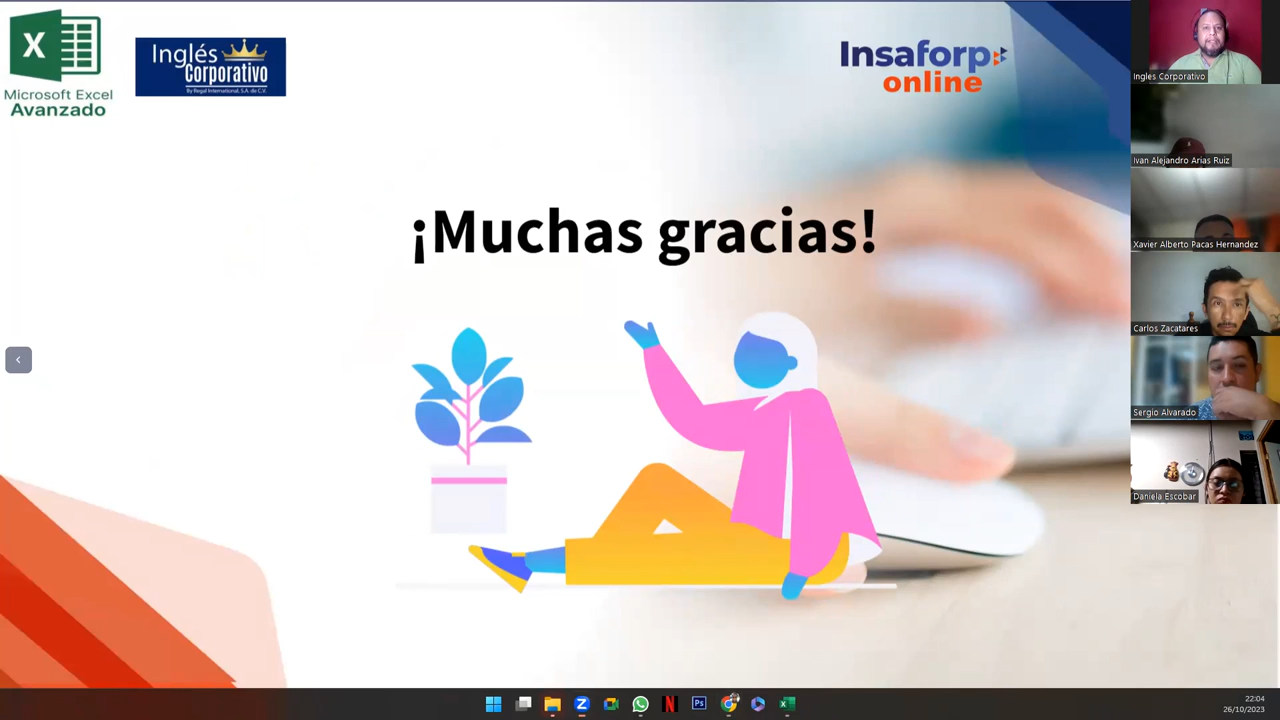 Microsoft Excel
Avanzado
Inglés
Corporativo
By Regal International, S.A. de C.V.
Insaforp
online
¡Muchas gracias!
Ingles Corporativo
Ivan Alejandro Arias Ruiz
Xavier Alberto Pacas Hernandez
Carlos Zacatares
Sergio Alvarado
Daniela Escobar
22:04
26/10/2023